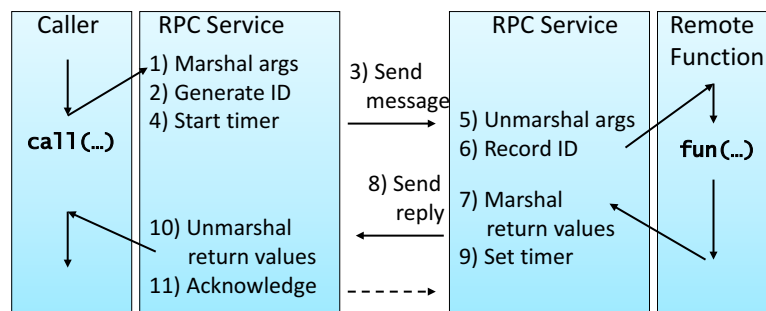 Caller
RPC Service
1) Marshal args
2) Generate ID
4) Start timer
call(…)
10) Unmarshal
return values
11) Acknowledge
3) Send
message
8) Send
reply
RPC Service
5) Unmarshal args
6) Record ID
7) Marshal
return values
9) Set timer
Remote
Function
fun(…)